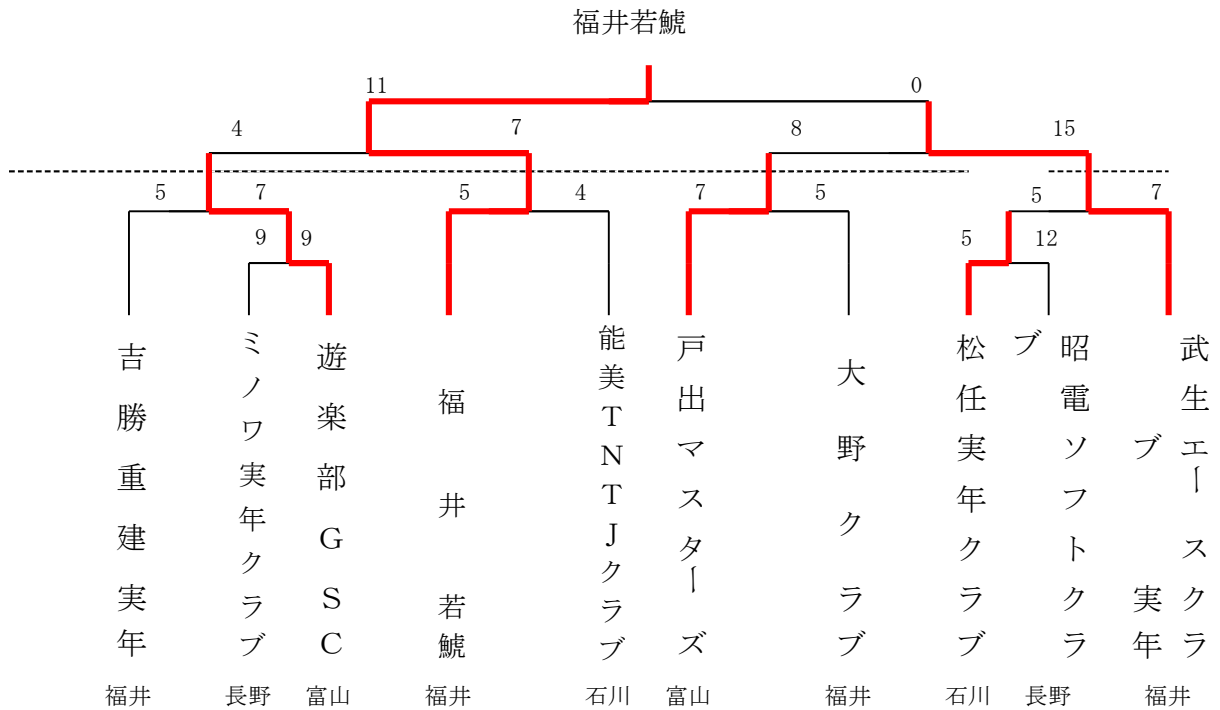 福井若鯱
11 0
4 7 8 15
5 7 5 4 7 5 5 7
9 9 5 12
吉勝重建実年
ミノワ実年クラブ
遊楽部GSC
福井若鯱
能美TNTJクラブ
戸出マスターズ
大野クラブ
松任実年クラブ
昭電ソフトクラ
ブ
武生エースクラ
ブ 実年
福井 長野 富山 福井 石川 富山 福井 石川 長野 福井